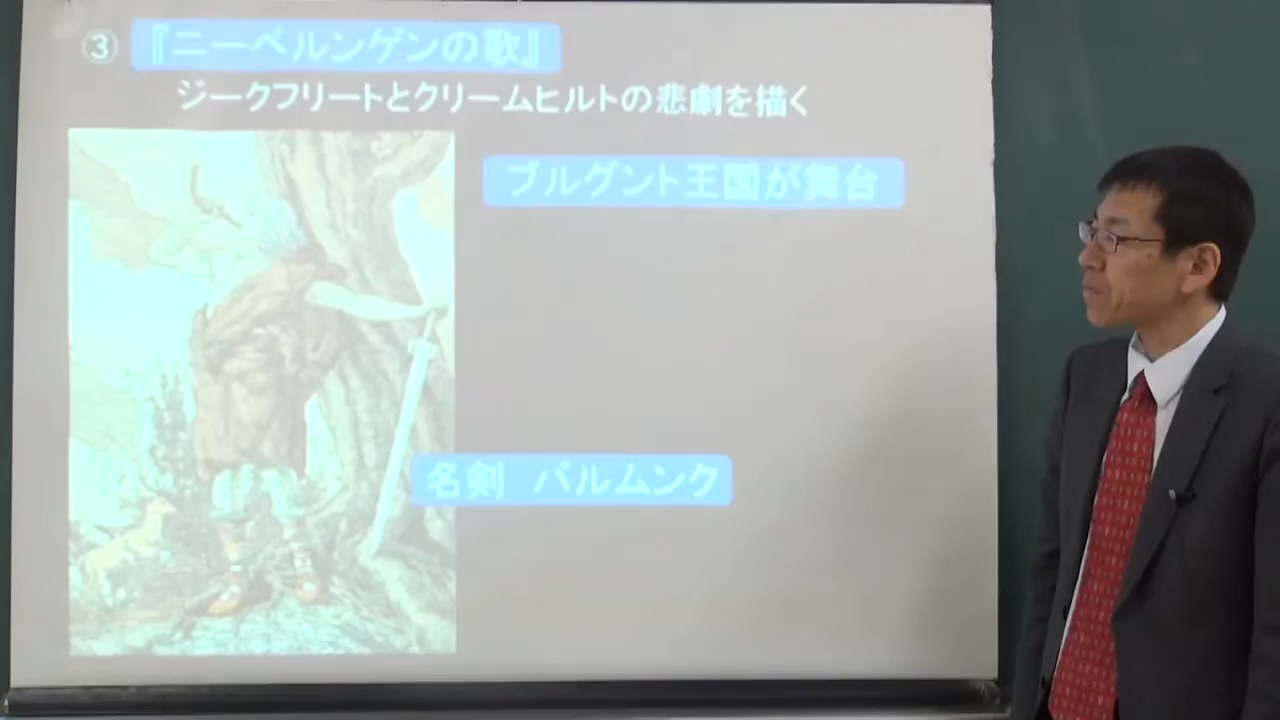 ③ 『ニーベルンゲンの歌』
ジークフリートとクリームヒルトの悲劇を描く
ブルグント王国が舞台
名剣 バルムンク